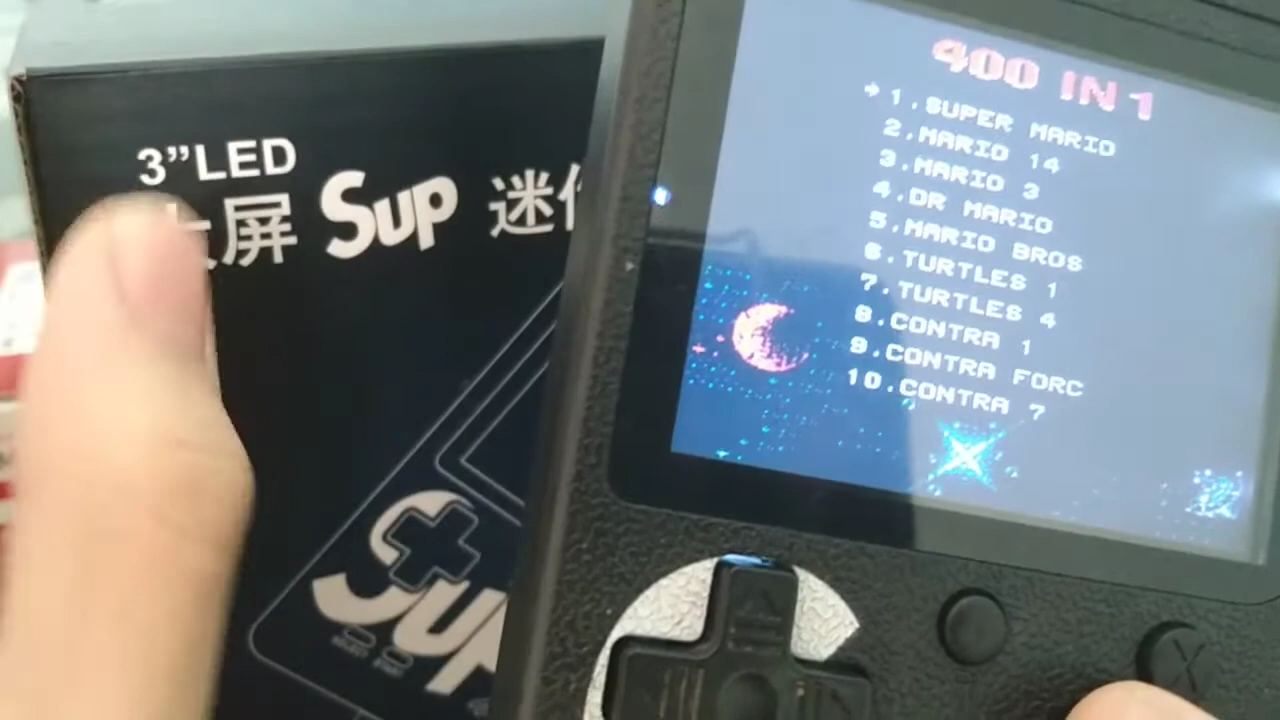 3”LED
大屏 Sup 迷
Sup
400 IN 1
1.SUPER MARIO
2.MARIO 14
3.MARIO 3
4.DR MARIO
5.MARIO BROS
6.TURTLES 1
7.TURTLES 4
8.CONTRA 1
9.CONTRA FORC
10.CONTRA 7
X